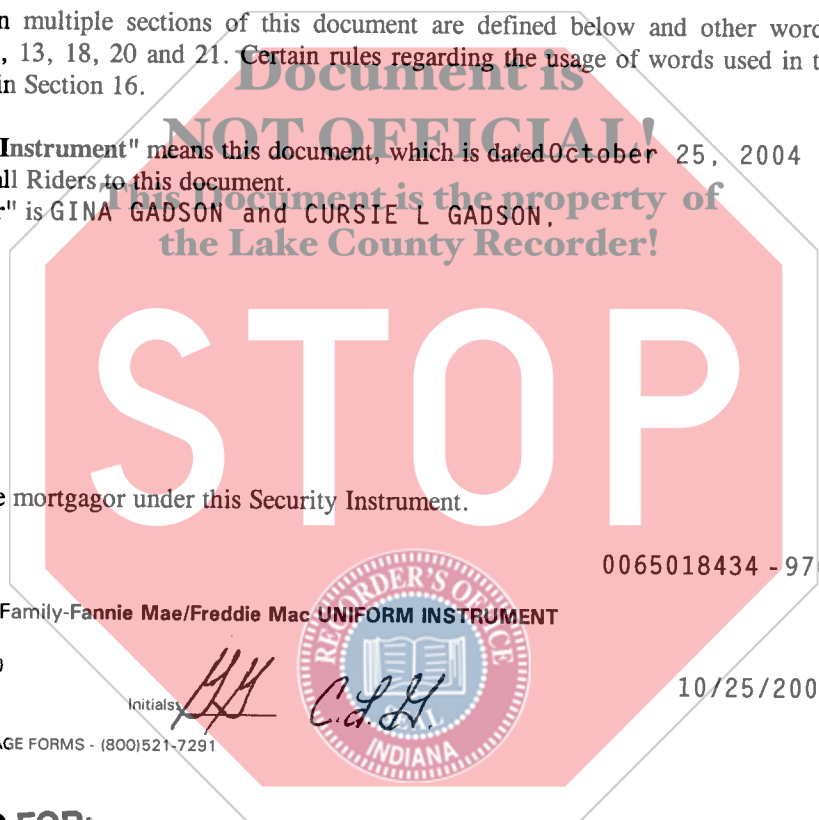 n multiple sections of this document are defined below and other word
, 13, 18, 20 and 21. Certain rules regarding the usage of words used in t
in Section 16.
Document is
NOT OFFICIAL!
Instrument" means this document, which is dated October 25, 2004
ll Riders to this document.
This Document is the property of
r" is GINA GADSON and CURSIE L GADSON,
the Lake County Recorder!
STOP
e mortgagor under this Security Instrument.
0065018434 - 97
Family-Fannie Mae/Freddie Mac UNIFORM INSTRUMENT
RECORDER'S OFFICE
SEAL
INDIANA
10/25/200
Initials: GG C.L.G.
GE FORMS - (800)521-7291
FOR: